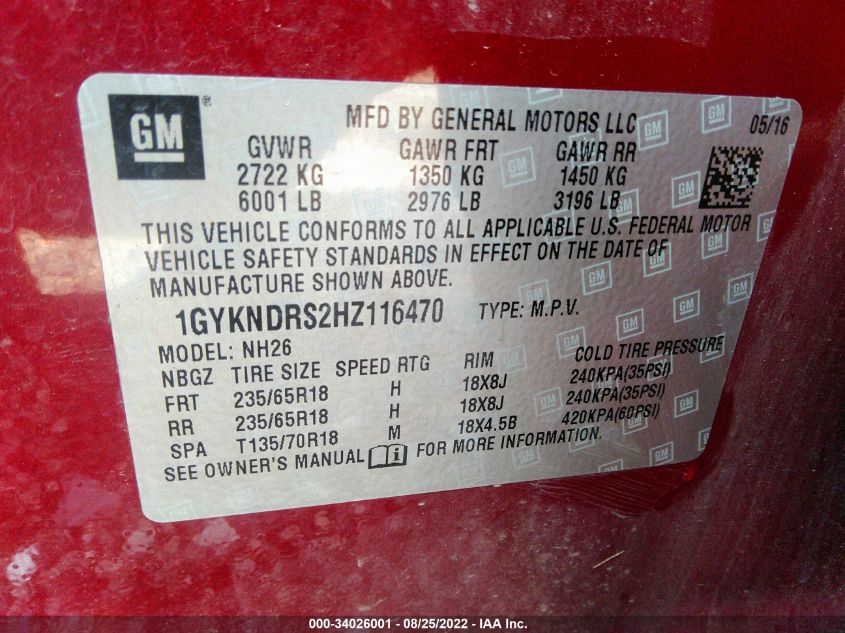 GM ®
MFD BY GENERAL MOTORS LLC 05/16
GVWR GAWR FRT GAWR RR
2722 KG 1350 KG 1450 KG
6001 LB 2976 LB 3196 LB
THIS VEHICLE CONFORMS TO ALL APPLICABLE U.S. FEDERAL MOTOR
VEHICLE SAFETY STANDARDS IN EFFECT ON THE DATE OF
MANUFACTURE SHOWN ABOVE.
1GYKNDRS2HZ116470 TYPE: M.P.V.
MODEL: NH26
NBGZ TIRE SIZE SPEED RTG RIM COLD TIRE PRESSURE
FRT 235/65R18 H 18X8J 240KPA(35PSI)
RR 235/65R18 H 18X8J 240KPA(35PSI)
SPA T135/70R18 M 18X4.5B 420KPA(60PSI)
SEE OWNER'S MANUAL i FOR MORE INFORMATION.
000-34026001 - 08/25/2022 - IAA Inc.